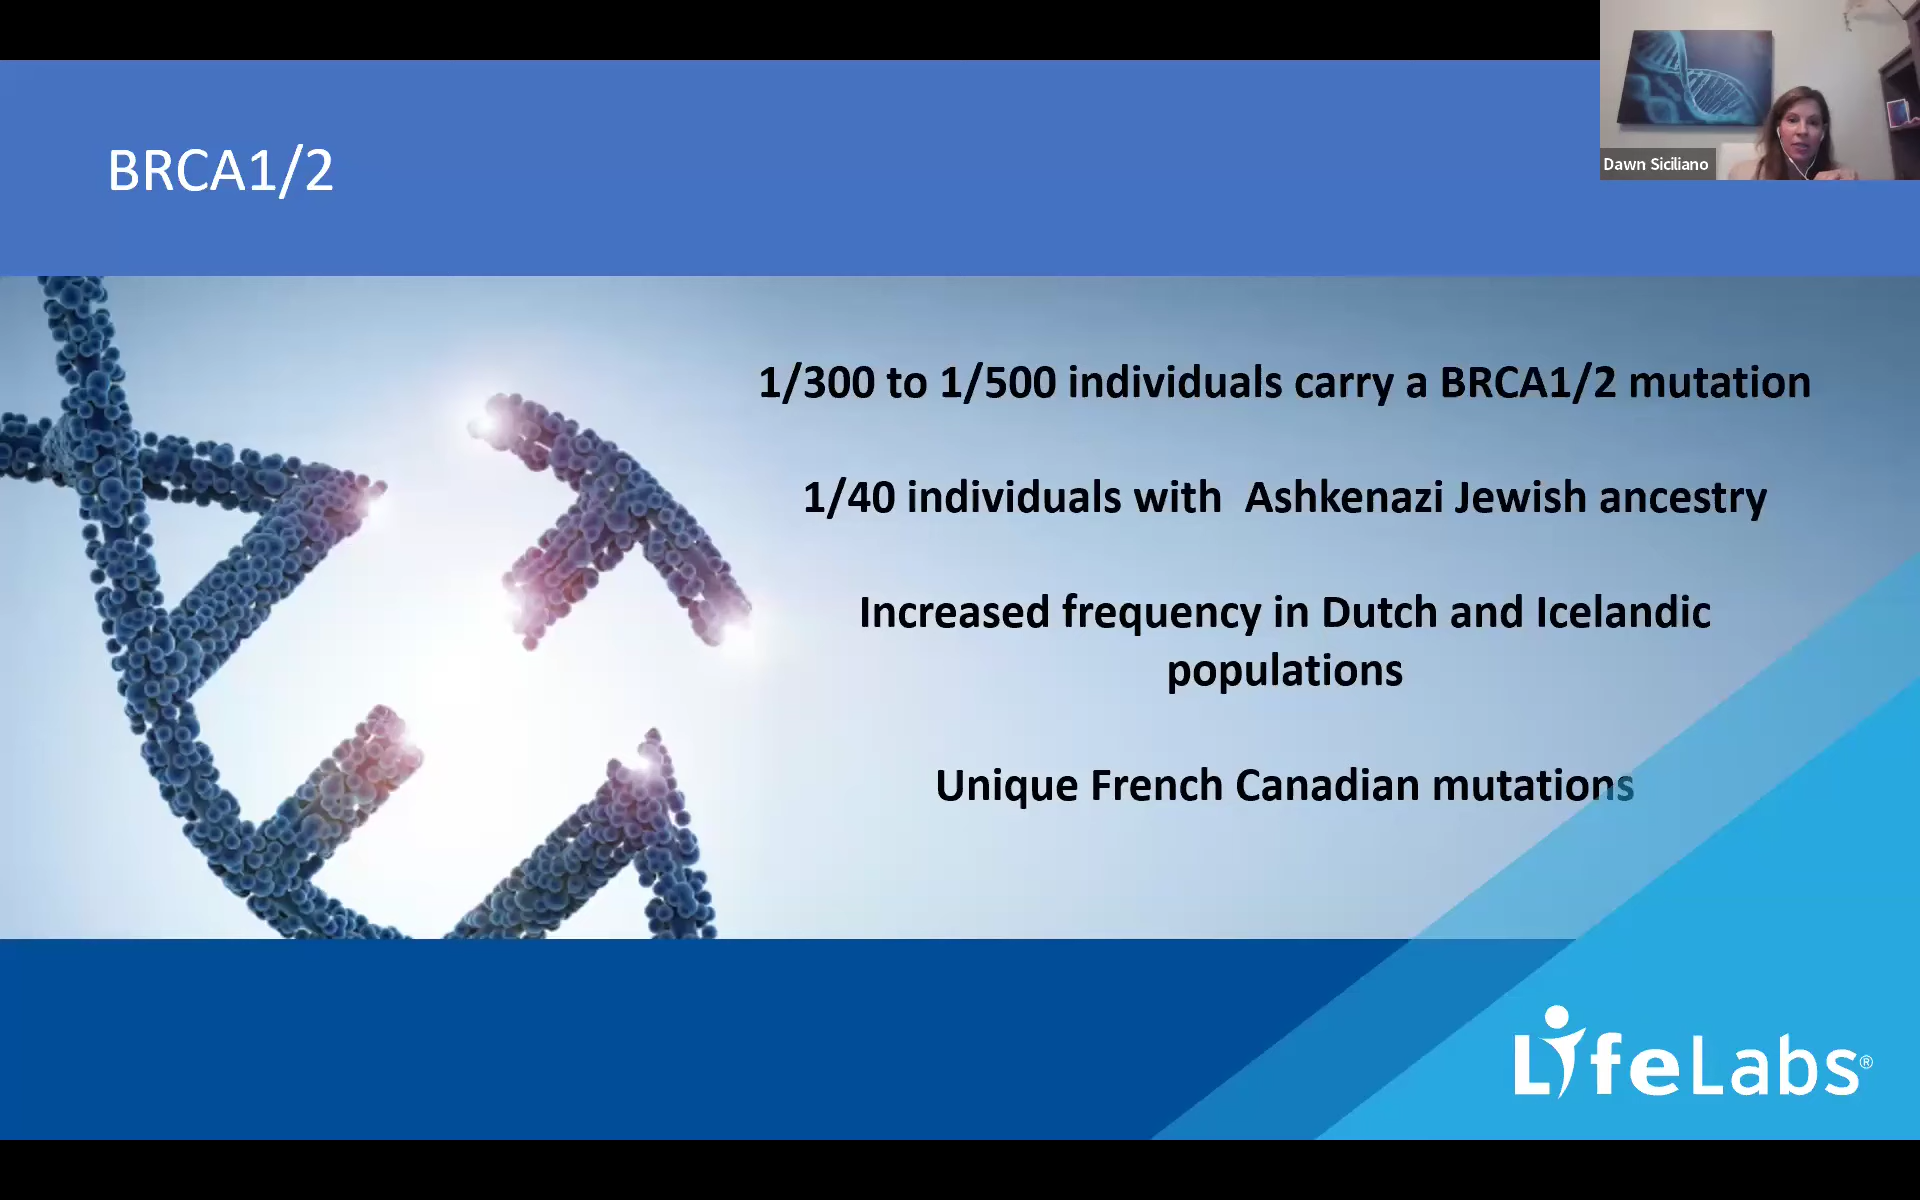 Dawn Siciliano
BRCA1/2
1/300 to 1/500 individuals carry a BRCA1/2 mutation
1/40 individuals with  Ashkenazi Jewish ancestry
Increased frequency in Dutch and Icelandic
populations
Unique French Canadian mutations
LifeLabs®